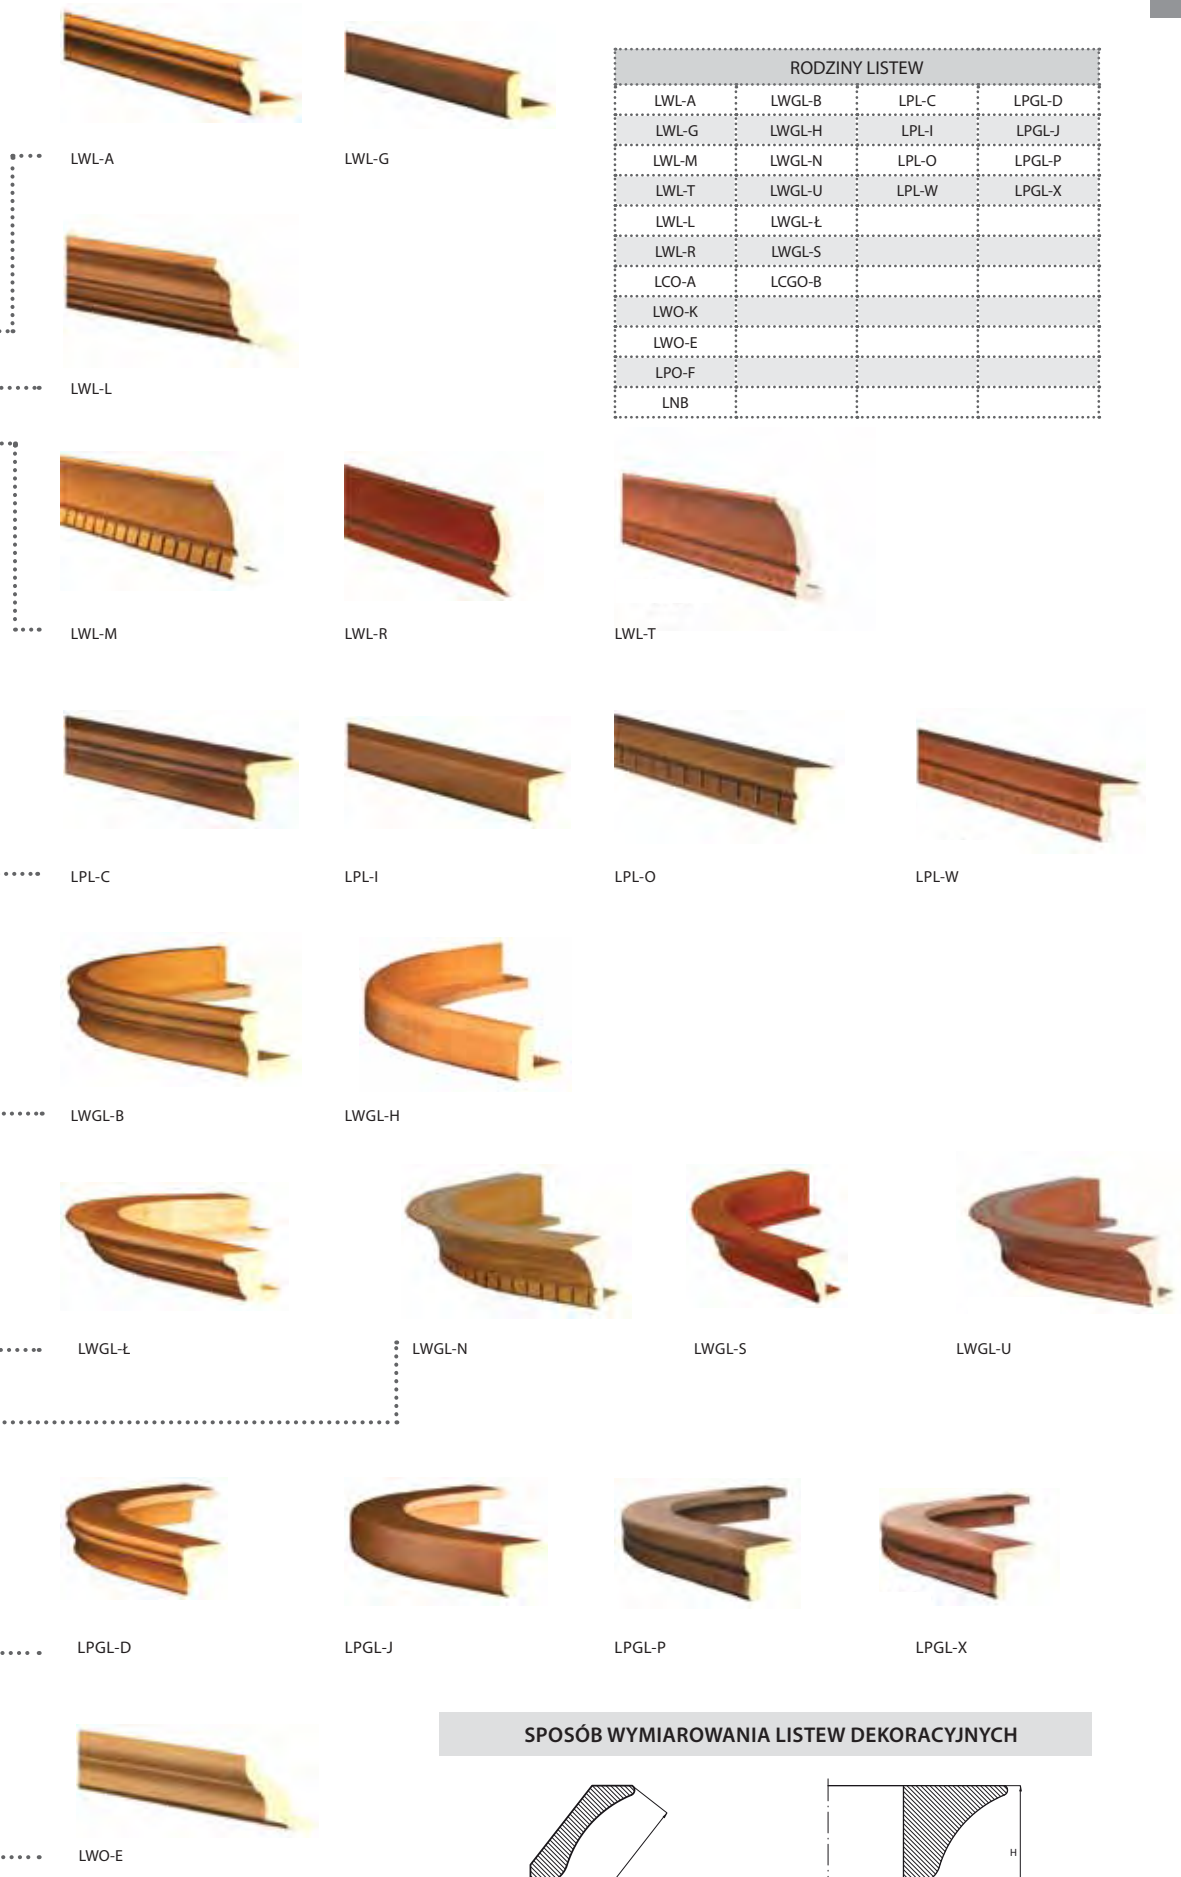 RODZINY LISTEW
LWL-A LWGL-B LPL-C LPGL-D
LWL-G LWGL-H LPL-I LPGL-J
LWL-M LWGL-N LPL-O LPGL-P
LWL-T LWGL-U LPL-W LPGL-X
LWL-L LWGL-Ł
LWL-R LWGL-S
LCO-A LCGO-B
LWO-K
LWO-E
LPO-F
LNB
LWL-A LWL-G
LWL-L
LWL-M LWL-R LWL-T
LPL-C LPL-I LPL-O LPL-W
LWGL-B LWGL-H
LWGL-Ł LWGL-N LWGL-S LWGL-U
LPGL-D LPGL-J LPGL-P LPGL-X
SPOSÓB WYMIAROWANIA LISTEW DEKORACYJNYCH
H
LWO-E